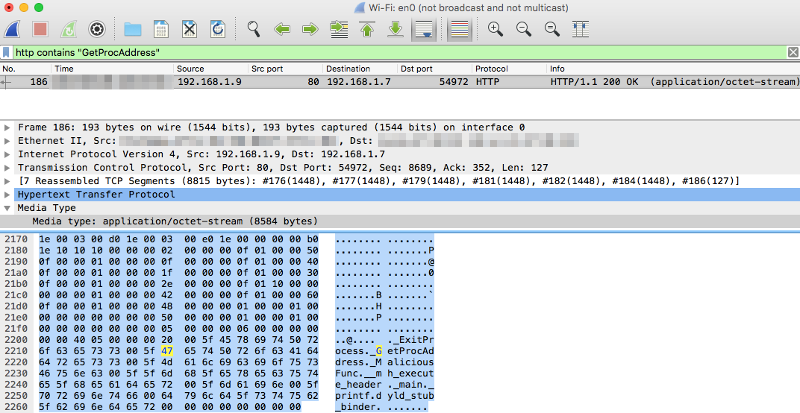 Wi-Fi: en0 (not broadcast and not multicast)
http contains "GetProcAddress"
No. Time Source Src port Destination Dst port Protocol Info
186 192.168.1.9 80 192.168.1.7 54972 HTTP HTTP/1.1 200 OK (application/octet-stream)
Frame 186: 193 bytes on wire (1544 bits), 193 bytes captured (1544 bits) on interface 0
Ethernet II, Src: , Dst:
Internet Protocol Version 4, Src: 192.168.1.9, Dst: 192.168.1.7
Transmission Control Protocol, Src Port: 80, Dst Port: 54972, Seq: 8689, Ack: 352, Len: 127
[7 Reassembled TCP Segments (8815 bytes): #176(1448), #177(1448), #179(1448), #181(1448), #182(1448), #184(1448), #186(127)]
Hypertext Transfer Protocol
Media Type
Media type: application/octet-stream (8584 bytes)
2170 1e 00 03 00 d0 1e 00 03 00 e0 1e 00 00 00 00 b0 ........ ........
2180 1e 10 10 10 00 00 00 02 00 00 00 0f 01 00 00 50 ........ .......P
2190 0f 00 00 01 00 00 00 0f 00 00 00 0f 01 00 00 40 ........ .......@
21a0 0f 00 00 01 00 00 00 1f 00 00 00 0f 01 00 00 30 ........ .......0
21b0 0f 00 00 01 00 00 00 2e 00 00 00 0f 01 10 00 00 ........ ........
21c0 00 00 00 01 00 00 00 42 00 00 00 0f 01 00 00 60 .......B .......`
21d0 0f 00 00 01 00 00 00 48 00 00 00 01 00 00 01 00 .......H ........
21e0 00 00 00 00 00 00 00 50 00 00 00 01 00 00 01 00 .......P ........
21f0 00 00 00 00 00 00 00 05 00 00 00 06 00 00 00 00 ........ ........
2200 00 00 40 05 00 00 00 20 00 5f 45 78 69 74 50 72 ..@.... ._ExitPr
2210 6f 63 65 73 73 00 5f 47 65 74 50 72 6f 63 41 64 ocess._G etProcAd
2220 64 72 65 73 73 00 5f 4d 61 6c 69 63 69 6f 75 73 dress._M alicious
2230 46 75 6e 63 00 5f 5f 6d 68 5f 65 78 65 63 75 74 Func.__m h_execut
2240 65 5f 68 65 61 64 65 72 00 5f 6d 61 69 6e 00 5f e_header ._main._
2250 70 72 69 6e 74 66 00 64 79 6c 64 5f 73 74 75 62 printf.d yld_stub
2260 5f 62 69 6e 64 65 72 00 00 00 00 00 00 00 00 _binder. .......